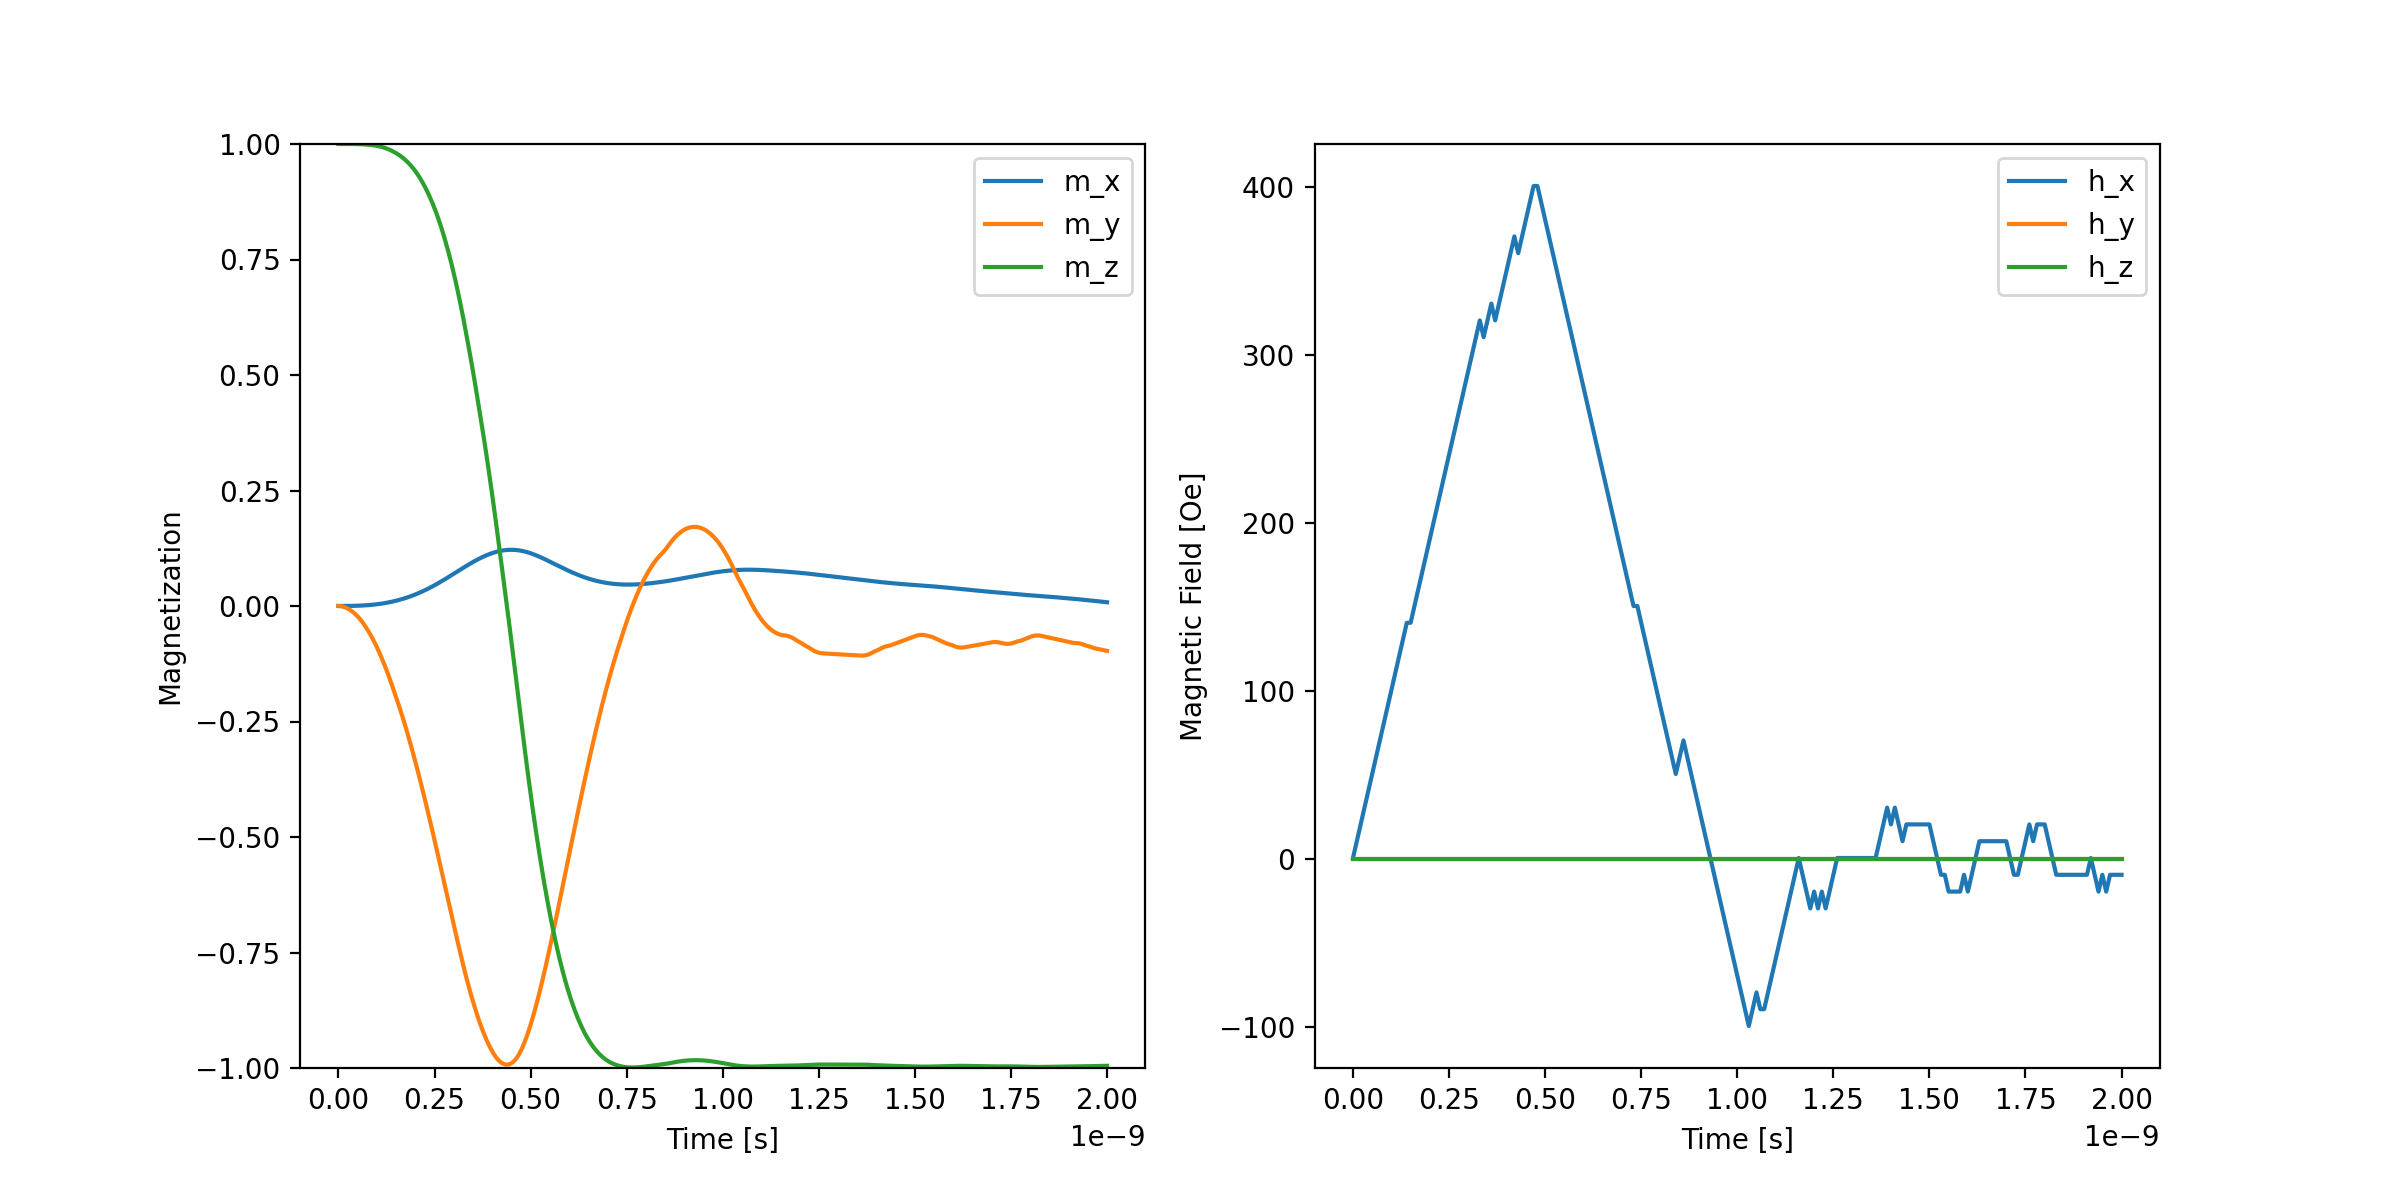 Magnetization
1.00
0.75
0.50
0.25
0.00
−0.25
−0.50
−0.75
−1.00
m_x
m_y
m_z
0.00 0.25 0.50 0.75 1.00 1.25 1.50 1.75 2.00
Time [s]
1e−9
Magnetic Field [Oe]
400
300
200
100
0
−100
h_x
h_y
h_z
0.00 0.25 0.50 0.75 1.00 1.25 1.50 1.75 2.00
Time [s]
1e−9